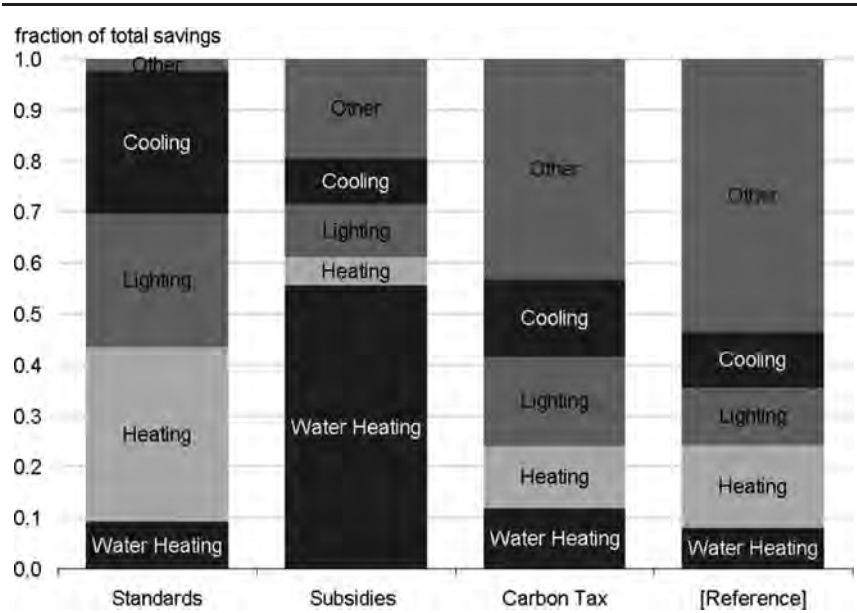 fraction of total savings
1.0
0.9
0.8
0.7
0.6
0.5
0.4
0.3
0.2
0.1
0.0
Other
Cooling
Lighting
Heating
Water Heating
Other
Cooling
Lighting
Heating
Water Heating
Other
Cooling
Lighting
Heating
Water Heating
Other
Cooling
Lighting
Heating
Water Heating
Standards Subsidies Carbon Tax [Reference]